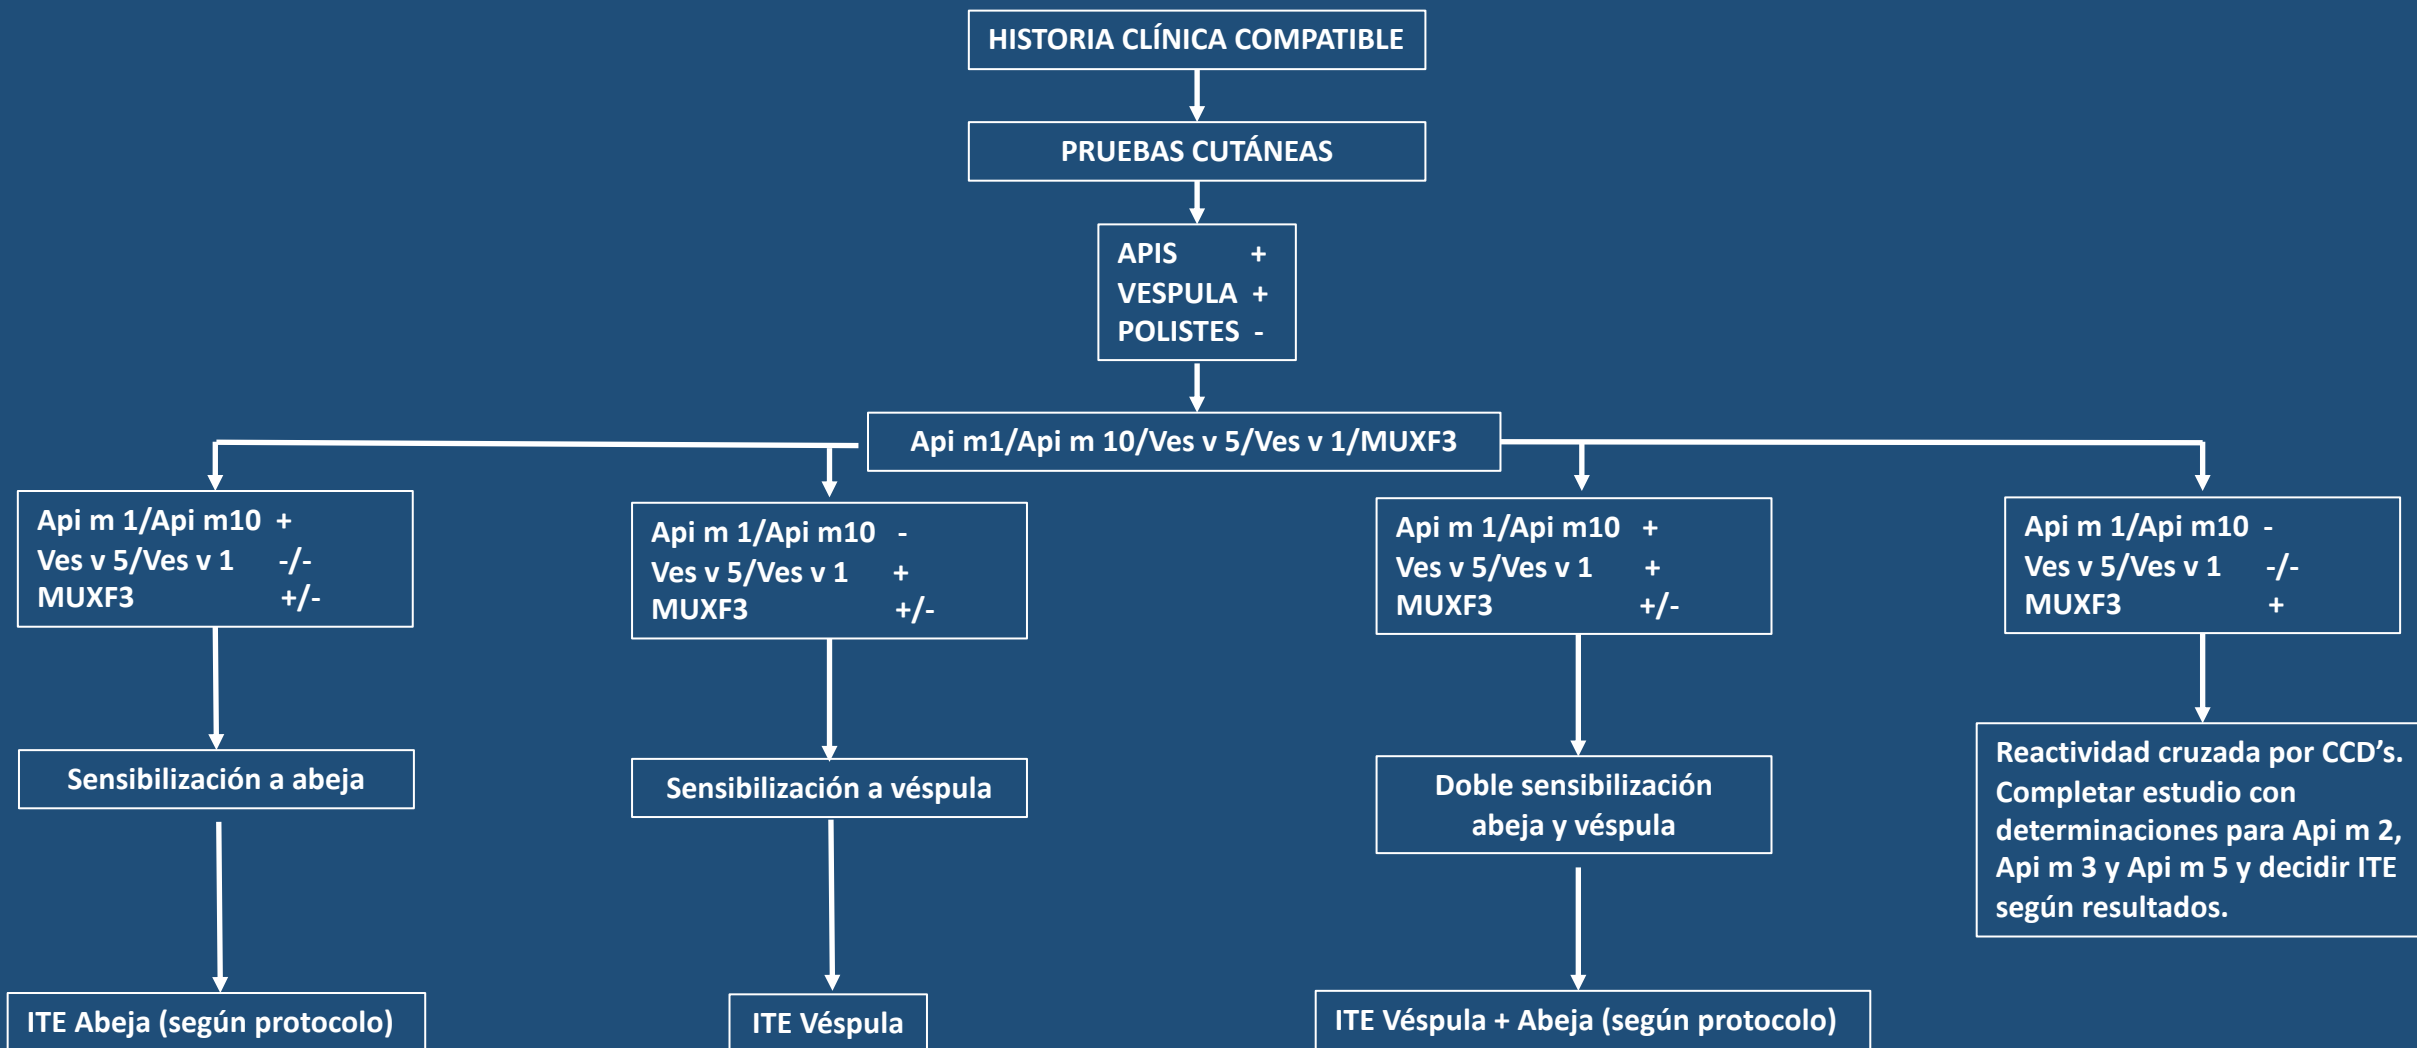 HISTORIA CLÍNICA COMPATIBLE
PRUEBAS CUTÁNEAS
APIS +
VESPULA +
POLISTES -
Api m1/Api m 10/Ves v 5/Ves v 1/MUXF3
Api m 1/Api m10 +
Ves v 5/Ves v 1 -/-
MUXF3 +/-
Api m 1/Api m10 -
Ves v 5/Ves v 1 +
MUXF3 +/-
Api m 1/Api m10 +
Ves v 5/Ves v 1 +
MUXF3 +/-
Api m 1/Api m10 -
Ves v 5/Ves v 1 -/-
MUXF3 +
Sensibilización a abeja
Sensibilización a véspula
Doble sensibilización
abeja y véspula
Reactividad cruzada por CCD’s.
Completar estudio con
determinaciones para Api m 2,
Api m 3 y Api m 5 y decidir ITE
según resultados.
ITE Abeja (según protocolo)
ITE Véspula
ITE Véspula + Abeja (según protocolo)